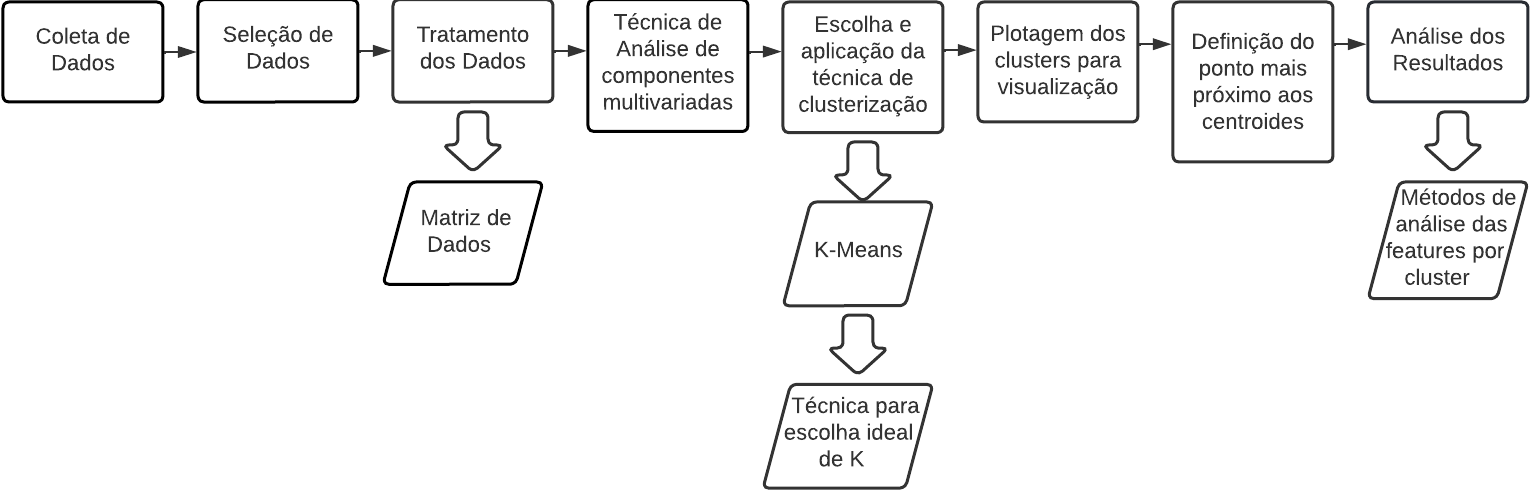 Coleta de
Dados
Seleção de
Dados
Tratamento
dos Dados
Técnica de
Análise de
componentes
multivariadas
Escolha e
aplicação da
técnica de
clusterização
Plotagem dos
clusters para
visualização
Definição do
ponto mais
próximo aos
centroides
Análise dos
Resultados
Matriz de
Dados
K-Means
Técnica para
escolha ideal
de K
Métodos de
análise das
features por
cluster